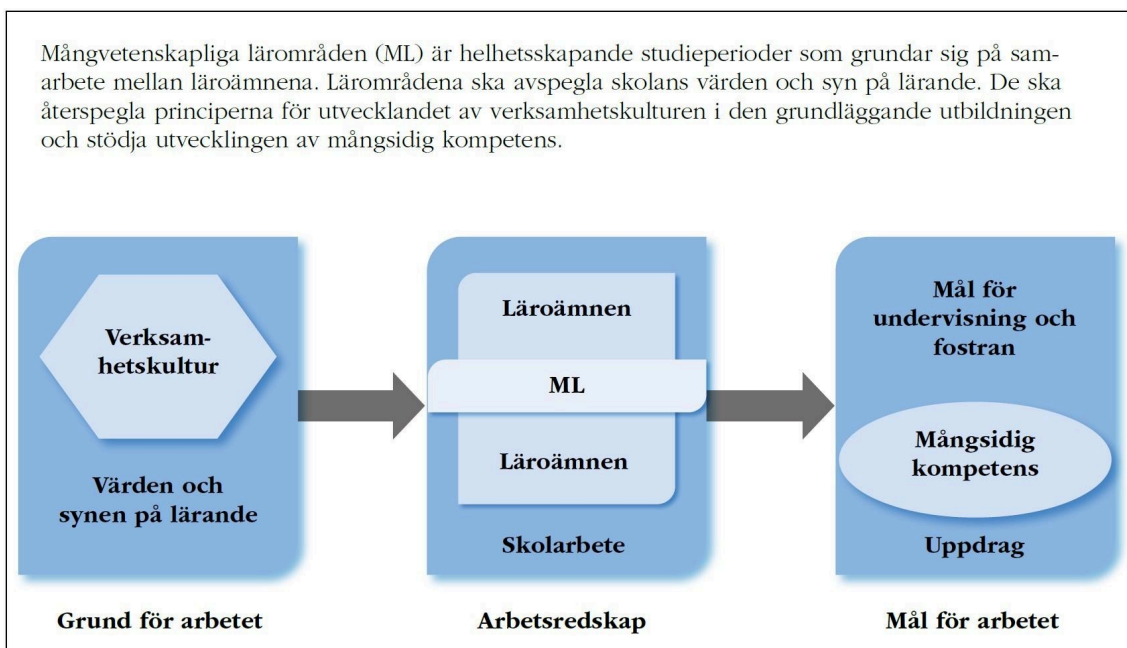 Mångvetenskapliga lärområden (ML) är helhetsskapande studieperioder som grundar sig på sam-
arbete mellan läroämnena. Lärområdena ska avspegla skolans värden och syn på lärande. De ska
återspegla principerna för utvecklandet av verksamhetskulturen i den grundläggande utbildningen
och stödja utvecklingen av mångsidig kompetens.
Verksam-
hetskultur
Värden och
synen på lärande
Grund för arbetet
Läroämnen
ML
Läroämnen
Skolarbete
Arbetsredskap
Mål för
undervisning och
fostran
Mångsidig
kompetens
Uppdrag
Mål för arbetet